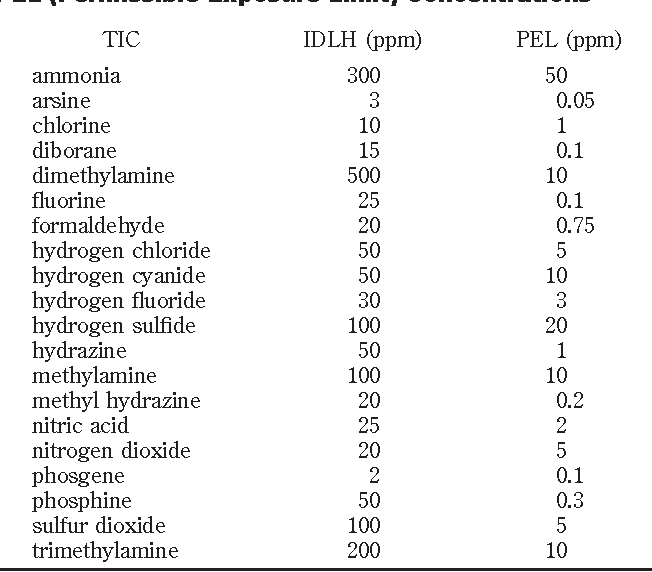 (Permissible Exposure Limit) Concentrations
TIC IDLH (ppm) PEL (ppm)
ammonia 300 50
arsine 3 0.05
chlorine 10 1
diborane 15 0.1
dimethylamine 500 10
fluorine 25 0.1
formaldehyde 20 0.75
hydrogen chloride 50 5
hydrogen cyanide 50 10
hydrogen fluoride 30 3
hydrogen sulfide 100 20
hydrazine 50 1
methylamine 100 10
methyl hydrazine 20 0.2
nitric acid 25 2
nitrogen dioxide 20 5
phosgene 2 0.1
phosphine 50 0.3
sulfur dioxide 100 5
trimethylamine 200 10